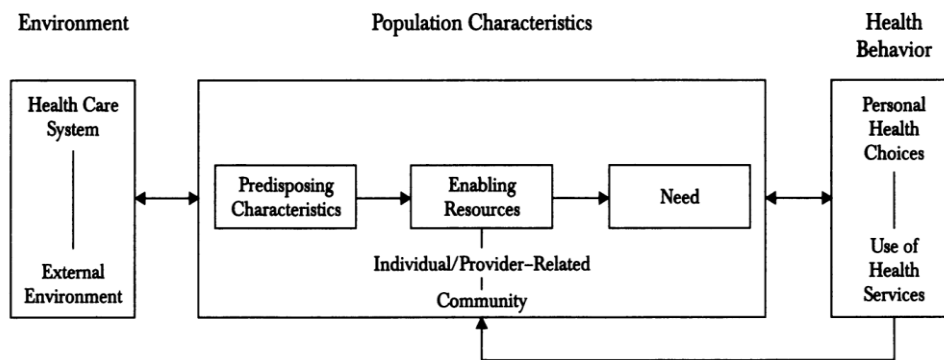 Environment
Population Characteristics
Health
Behavior
Health Care
System
External
Environment
Predisposing
Characteristics
Enabling
Resources
Need
Individual/Provider–Related
Community
Personal
Health
Choices
Use of
Health
Services